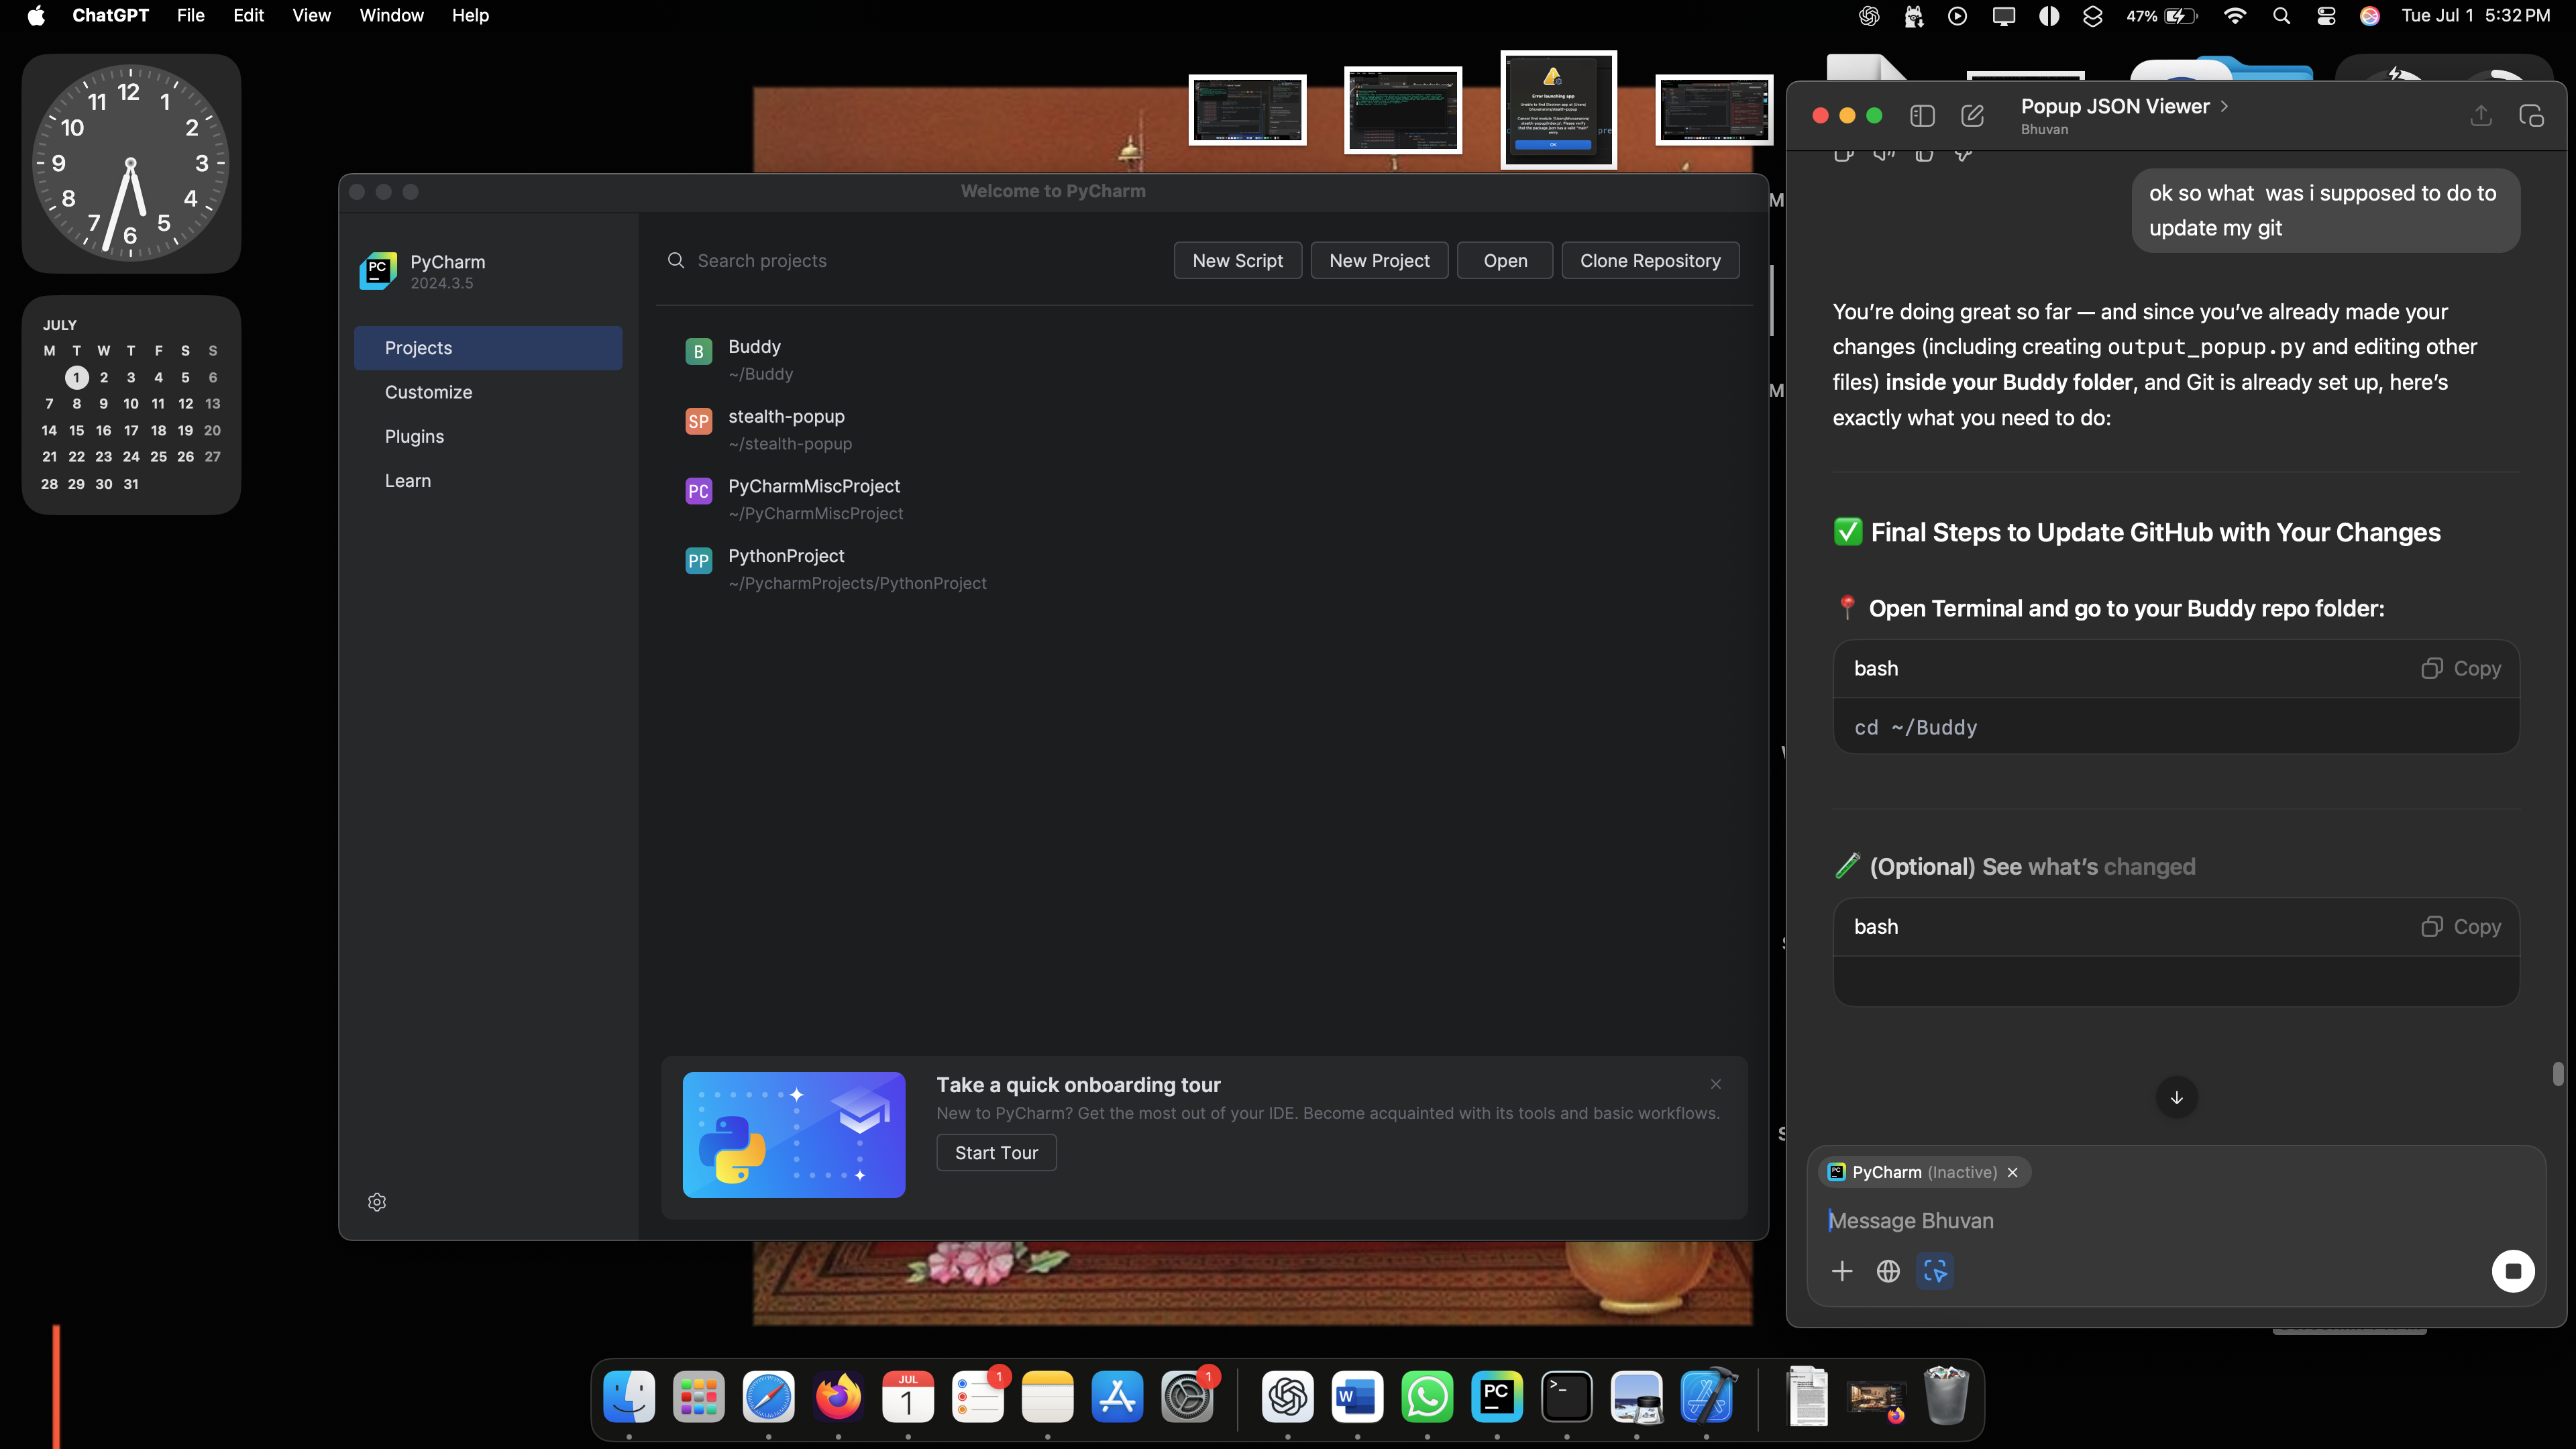 ChatGPT File Edit View Window Help
47% Tue Jul 1 5:32 PM
12
11 1
10 2
9 3
8 4
7 5
6
JULY
M T W T F S S
1 2 3 4 5 6
7 8 9 10 11 12 13
14 15 16 17 18 19 20
21 22 23 24 25 26 27
28 29 30 31
Error launching app
OK
Welcome to PyCharm
PC
PyCharm
2024.3.5
Projects
Customize
Plugins
Learn
Search projects
New Script
New Project
Open
Clone Repository
B Buddy
~/Buddy
SP stealth-popup
~/stealth-popup
PC PyCharmMiscProject
~/PyCharmMiscProject
PP PythonProject
~/PycharmProjects/PythonProject
Take a quick onboarding tour
New to PyCharm? Get the most out of your IDE. Become acquainted with its tools and basic workflows.
Start Tour
M
M
S
Popup JSON Viewer
Bhuvan
ok so what  was i supposed to do to
update my git
You’re doing great so far — and since you’ve already made your
changes (including creating output_popup.py and editing other
files) inside your Buddy folder, and Git is already set up, here’s
exactly what you need to do:
✅ Final Steps to Update GitHub with Your Changes
📍 Open Terminal and go to your Buddy repo folder:
bash Copy
cd ~/Buddy
🧪 (Optional) See what’s changed
bash Copy
PC PyCharm (Inactive)
Message Bhuvan
JUL
1
1
1
W
PC
>_